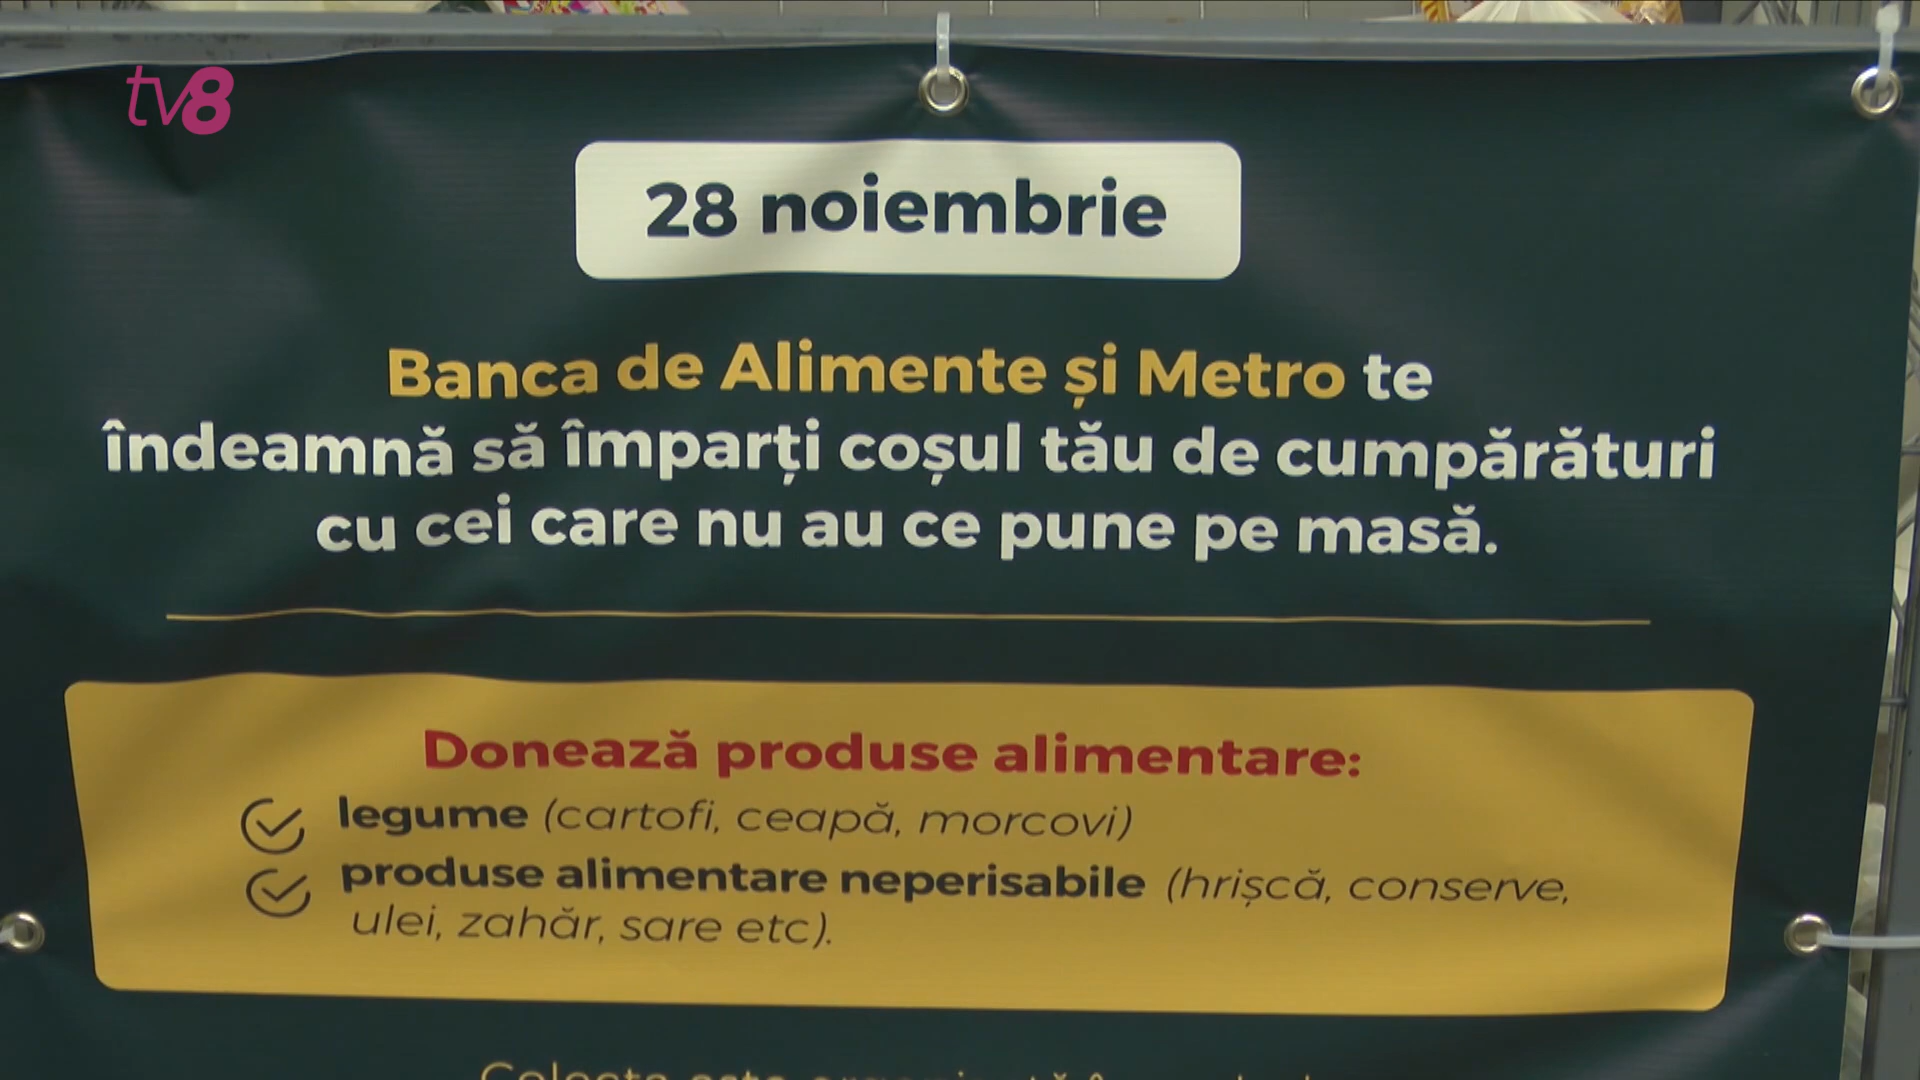 tv8
28 noiembrie
Banca de Alimente și Metro te
îndeamnă să împarți coșul tău de cumpărături
cu cei care nu au ce pune pe masă.
Donează produse alimentare:
legume (cartofi, ceapă, morcovi)
produse alimentare neperisabile (hrișcă, conserve,
ulei, zahăr, sare etc).